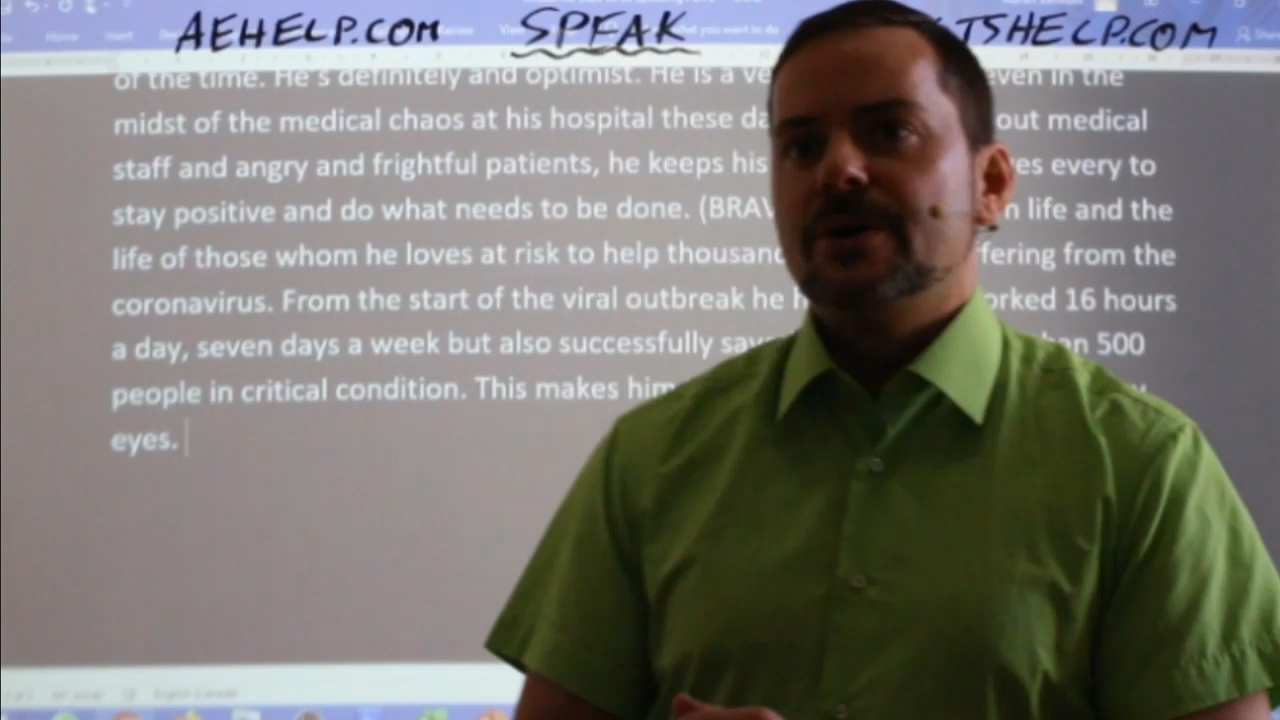 AEHELP.COM SPEAK TSHELP.COM
of the time. He's definitely and optimist. He is a ve even in the
midst of the medical chaos at his hospital these da out medical
staff and angry and frightful patients, he keeps his es every to
stay positive and do what needs to be done. (BRAV n life and the
life of those whom he loves at risk to help thousand fering from the
coronavirus. From the start of the viral outbreak he h orked 16 hours
a day, seven days a week but also successfully sav an 500
people in critical condition. This makes him
eyes.